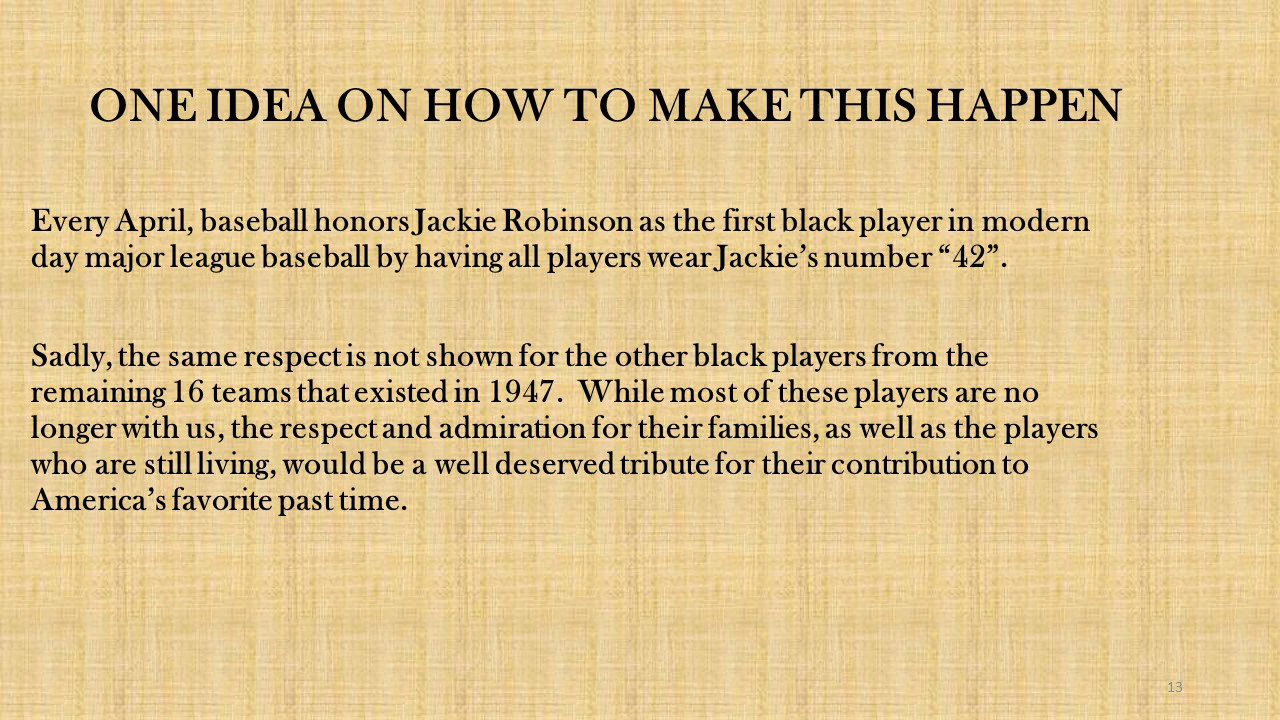 ONE IDEA ON HOW TO MAKE THIS HAPPEN
Every April, baseball honors Jackie Robinson as the first black player in modern
day major league baseball by having all players wear Jackie’s number “42”.
Sadly, the same respect is not shown for the other black players from the
remaining 16 teams that existed in 1947.  While most of these players are no
longer with us, the respect and admiration for their families, as well as the players
who are still living, would be a well deserved tribute for their contribution to
America’s favorite past time.
13